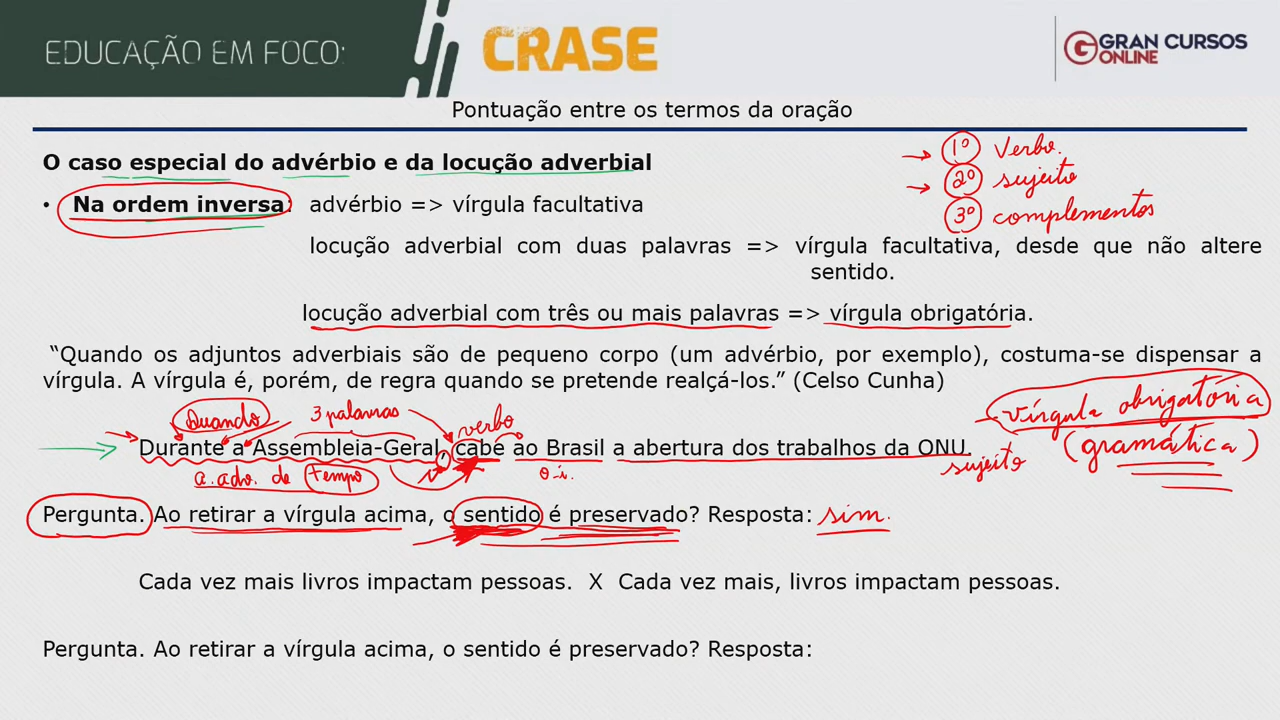 EDUCAÇÃO EM FOCO:
CRASE
GRAN CURSOS
ONLINE
Pontuação entre os termos da oração
O caso especial do advérbio e da locução adverbial
1º Verbo.
2º sujeito
3º complementos
• Na ordem inversa: advérbio => vírgula facultativa
locução adverbial com duas palavras => vírgula facultativa, desde que não altere
sentido.
locução adverbial com três ou mais palavras => vírgula obrigatória.
“Quando os adjuntos adverbiais são de pequeno corpo (um advérbio, por exemplo), costuma-se dispensar a
vírgula. A vírgula é, porém, de regra quando se pretende realçá-los.” (Celso Cunha)
vírgula obrigatória
(gramática)
Quando 3 palavras verbo
Durante a Assembleia-Geral, cabe ao Brasil a abertura dos trabalhos da ONU.
a. adv. de Tempo v o.i. sujeito
Pergunta. Ao retirar a vírgula acima, o sentido é preservado? Resposta: sim.
Cada vez mais livros impactam pessoas. X Cada vez mais, livros impactam pessoas.
Pergunta. Ao retirar a vírgula acima, o sentido é preservado? Resposta: